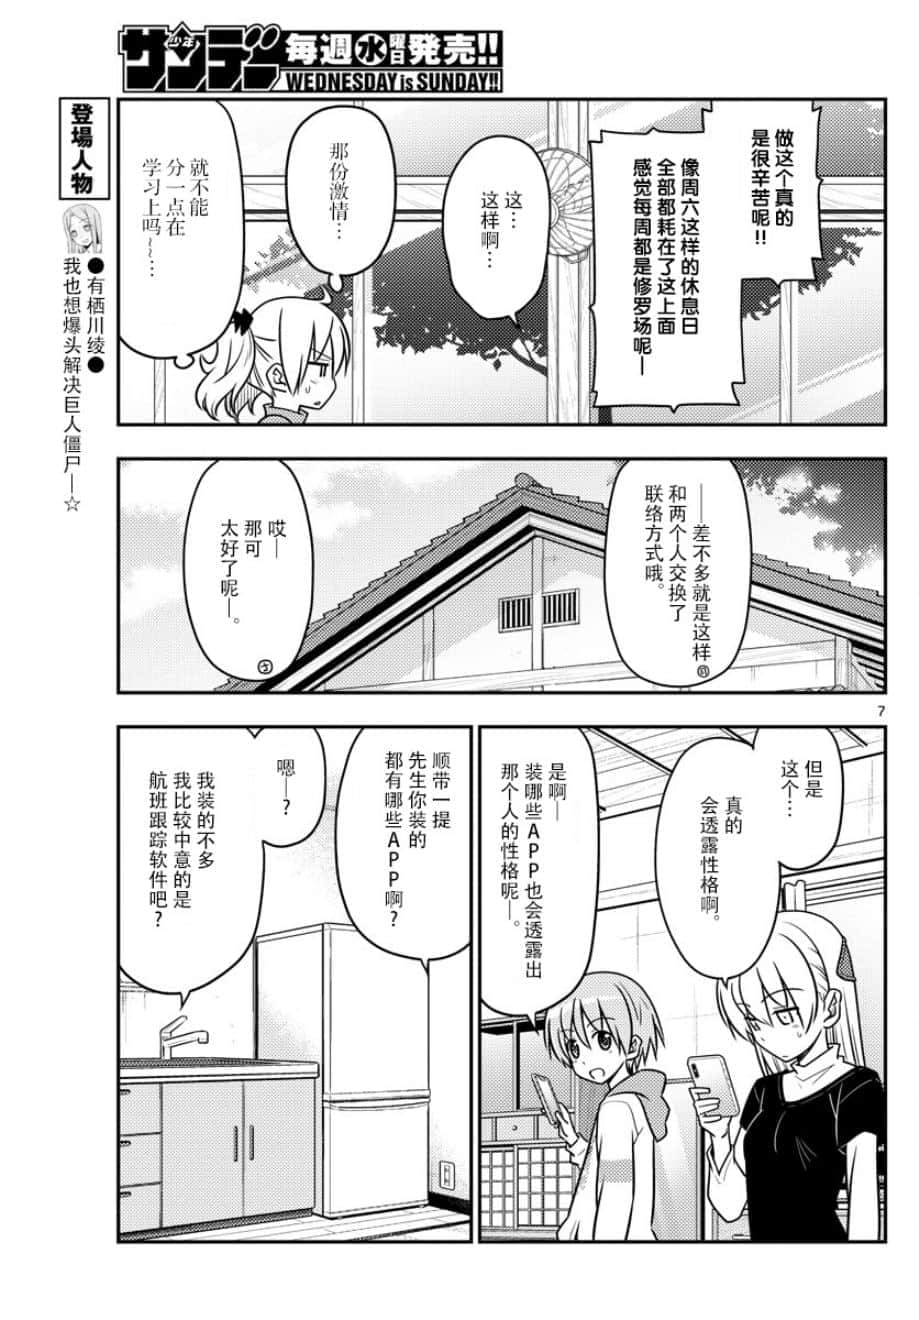 サンデー
少年
毎週水曜日発売!!
WEDNESDAY is SUNDAY!!
登場人物
●有栖川绫●
我也想爆头解决巨人僵尸—☆
做这个真的
是很辛苦呢!!
像周六这样的休息日
全部都耗在了这上面
感觉每周都是修罗场呢—
这…
这样啊…
那份激情…
就不能
分一点在
学习上吗~…
——差不多就是这样
和两个人交换了
联络方式哦。
哎—
那可
太好了呢—。
7
但是
这个…
真的
会透露性格啊。
是啊—
装哪些APP也会透露出
那个人的性格呢—。
顺带一提
先生你装的
都有哪些APP啊?
嗯—?
我装的不多
我比较中意的是
航班跟踪软件吧?